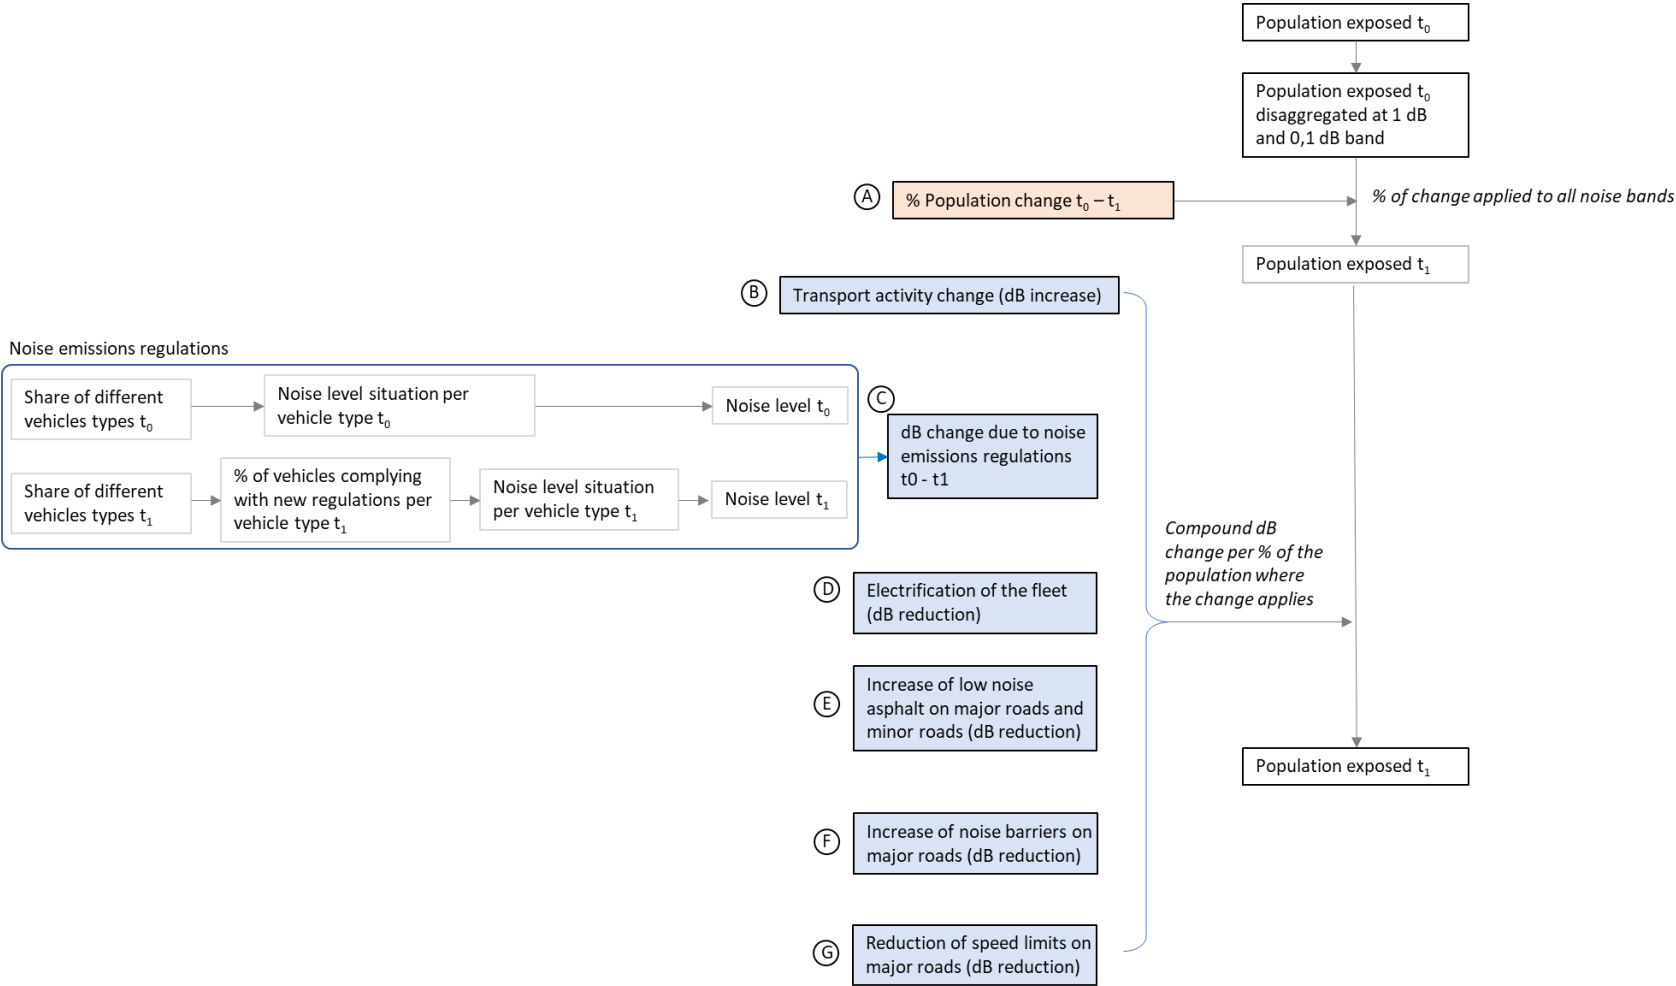 Population exposed t₀
Population exposed t₀
disaggregated at 1 dB
and 0,1 dB band
A
% Population change t₀ – t₁
% of change applied to all noise bands
Population exposed t₁
B
Transport activity change (dB increase)
Noise emissions regulations
Share of different
vehicles types t₀
Noise level situation per
vehicle type t₀
Noise level t₀
C
dB change due to noise
emissions regulations
t0 - t1
Share of different
vehicles types t₁
% of vehicles complying
with new regulations per
vehicle type t₁
Noise level situation
per vehicle type t₁
Noise level t₁
Compound dB
change per % of the
population where
the change applies
D
Electrification of the fleet
(dB reduction)
E
Increase of low noise
asphalt on major roads and
minor roads (dB reduction)
Population exposed t₁
F
Increase of noise barriers on
major roads (dB reduction)
G
Reduction of speed limits on
major roads (dB reduction)